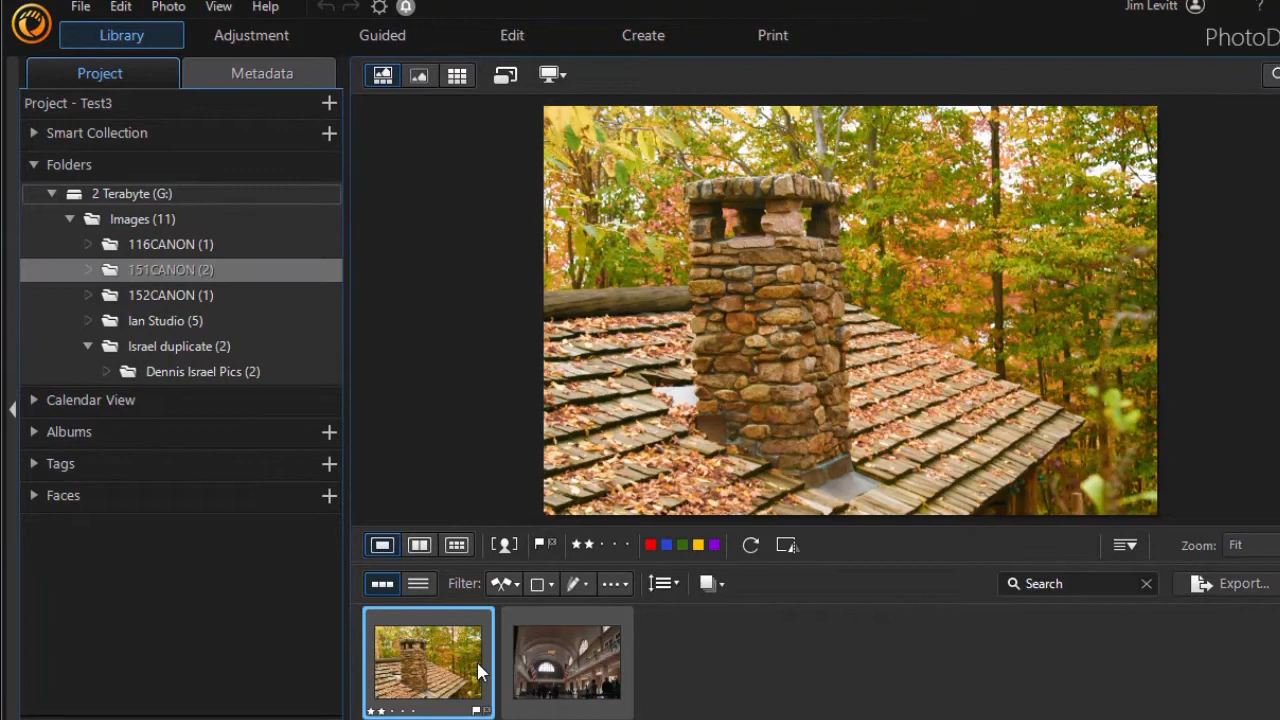 File Edit Photo View Help
Jim Levitt ?
Library Adjustment Guided Edit Create Print
PhotoD
Project Metadata
Project - Test3
Smart Collection
Folders
2 Terabyte (G:)
Images (11)
116CANON (1)
151CANON (2)
152CANON (1)
Ian Studio (5)
Israel duplicate (2)
Dennis Israel Pics (2)
Calendar View
Albums
Tags
Faces
Zoom: Fit
Filter: Search Export...